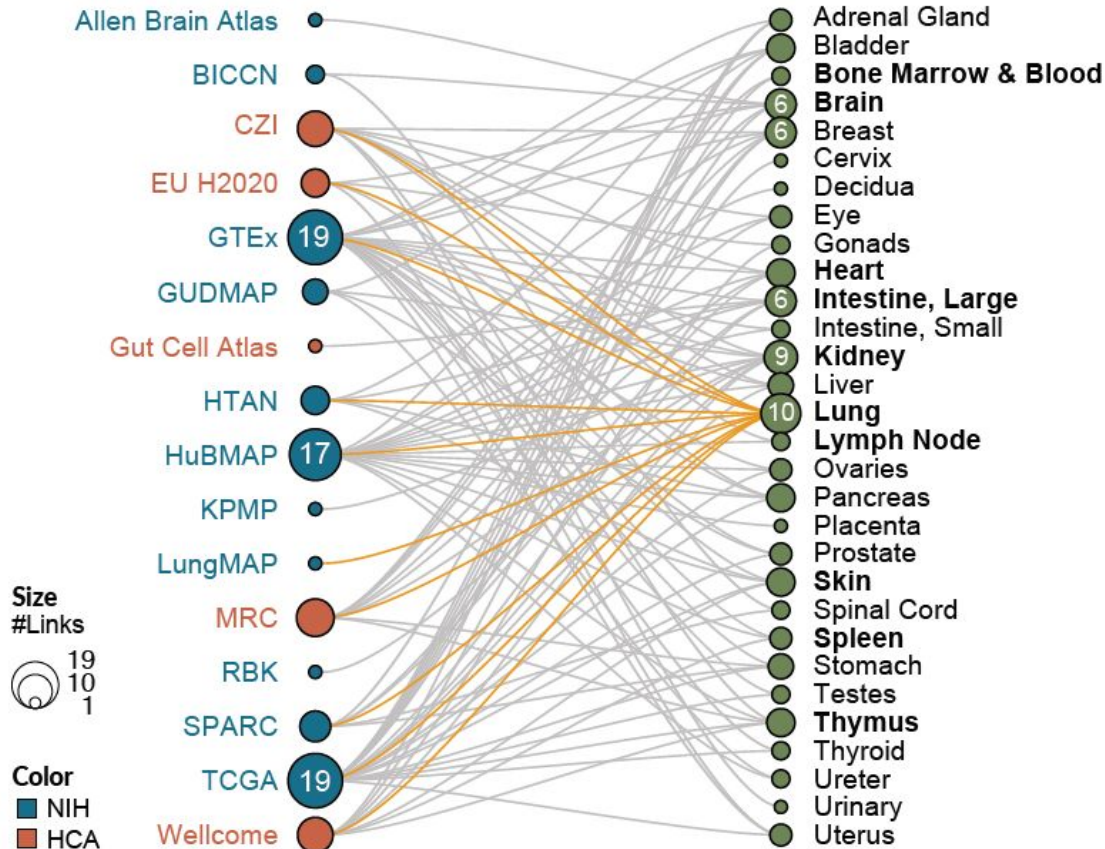 Allen Brain Atlas
BICCN
CZI
EU H2020
GTEx
19
GUDMAP
Gut Cell Atlas
HTAN
HuBMAP
17
KPMP
LungMAP
MRC
RBK
SPARC
TCGA
19
Wellcome
Size
#Links
19
10
1
Color
NIH
HCA
Adrenal Gland
Bladder
Bone Marrow & Blood
6
Brain
6
Breast
Cervix
Decidua
Eye
Gonads
Heart
6
Intestine, Large
Intestine, Small
9
Kidney
Liver
10
Lung
Lymph Node
Ovaries
Pancreas
Placenta
Prostate
Skin
Spinal Cord
Spleen
Stomach
Testes
Thymus
Thyroid
Ureter
Urinary
Uterus